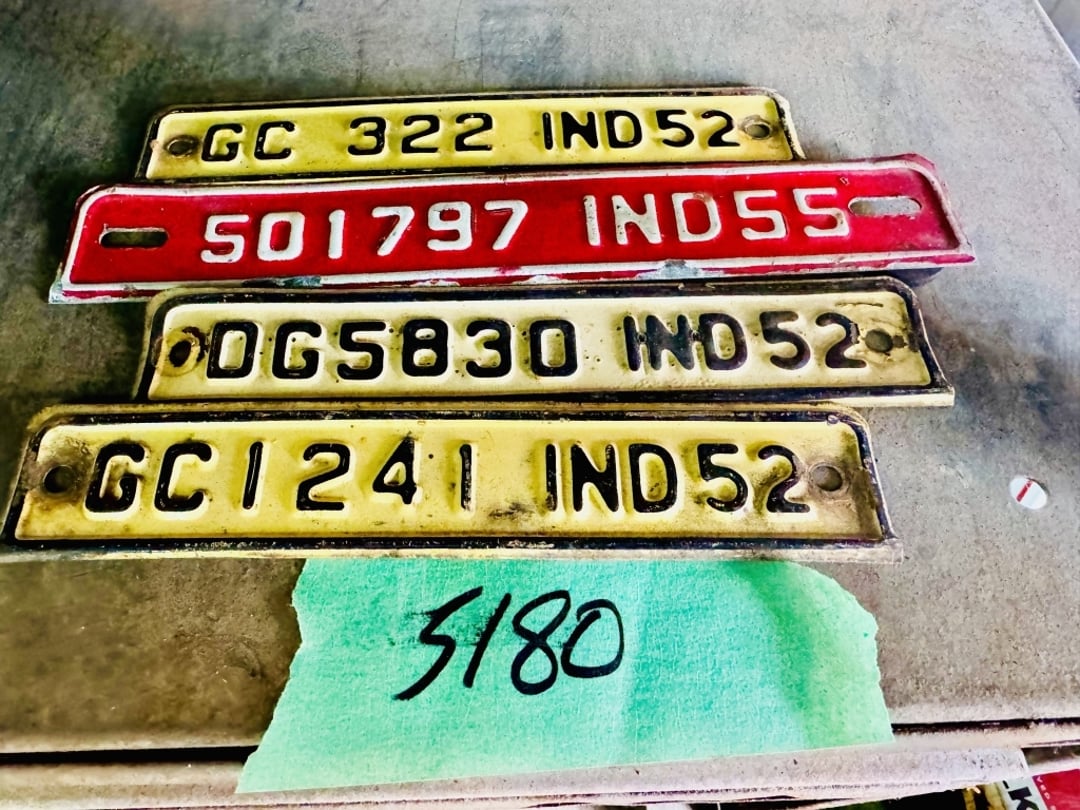 GC 322 IND52
501797 IND55
DG5830 IND52
GC1241 IND52
5180